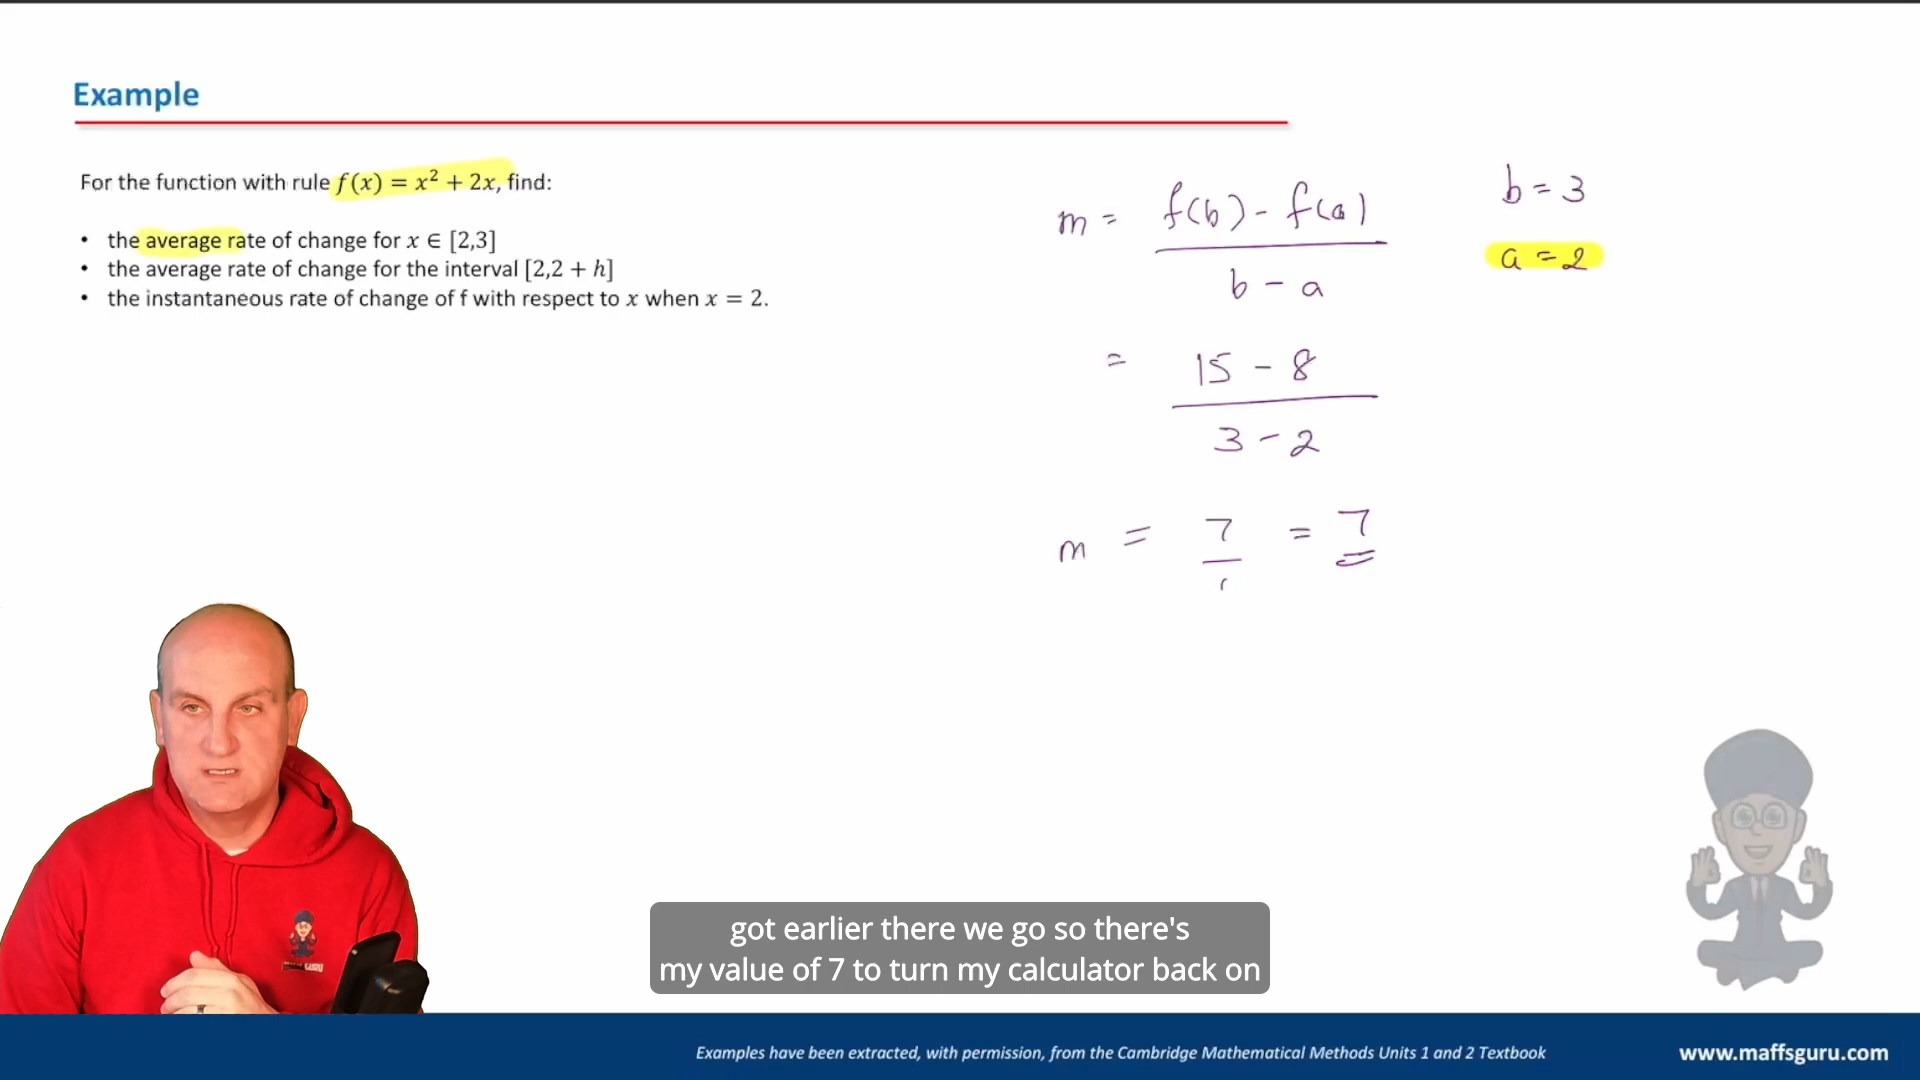 Example
For the function with rule f(x) = x² + 2x, find:
• the average rate of change for x ∈ [2,3]
• the average rate of change for the interval [2,2 + h]
• the instantaneous rate of change of f with respect to x when x = 2.
m = f(b) - f(a)
b - a
b = 3
a = 2
= 15 - 8
3 - 2
m = 7 = 7
1
got earlier there we go so there's
my value of 7 to turn my calculator back on
Examples have been extracted, with permission, from the Cambridge Mathematical Methods Units 1 and 2 Textbook
www.maffsguru.com